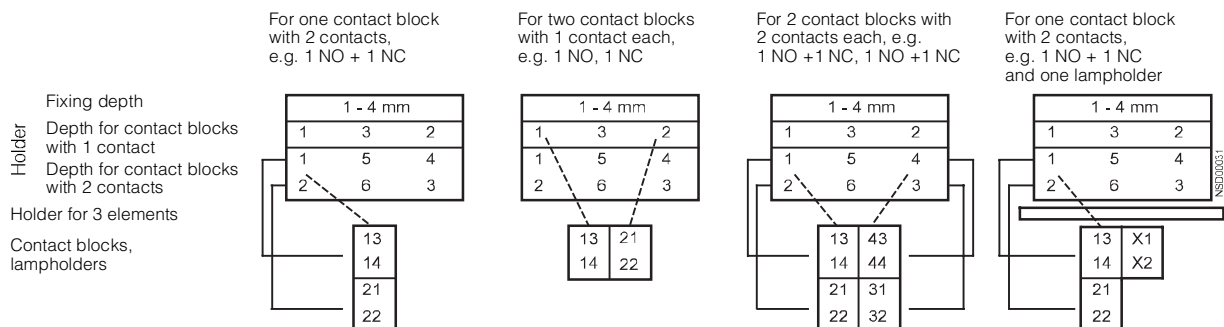 For one contact block
with 2 contacts,
e.g. 1 NO + 1 NC
For two contact blocks
with 1 contact each,
e.g. 1 NO, 1 NC
For 2 contact blocks with
2 contacts each, e.g.
1 NO +1 NC, 1 NO +1 NC
For one contact block
with 2 contacts,
e.g. 1 NO + 1 NC
and one lampholder
Holder
Fixing depth
Depth for contact blocks
with 1 contact
Depth for contact blocks
with 2 contacts
Holder for 3 elements
Contact blocks,
lampholders
1 - 4 mm
1 3 2
1 5 4
2 6 3
13
14
21
22
1 - 4 mm
1 3 2
1 5 4
2 6 3
13 21
14 22
1 - 4 mm
1 3 2
1 5 4
2 6 3
13 43
14 44
21 31
22 32
1 - 4 mm
1 3 2
1 5 4
2 6 3
13 X1
14 X2
21
22
NSD00031